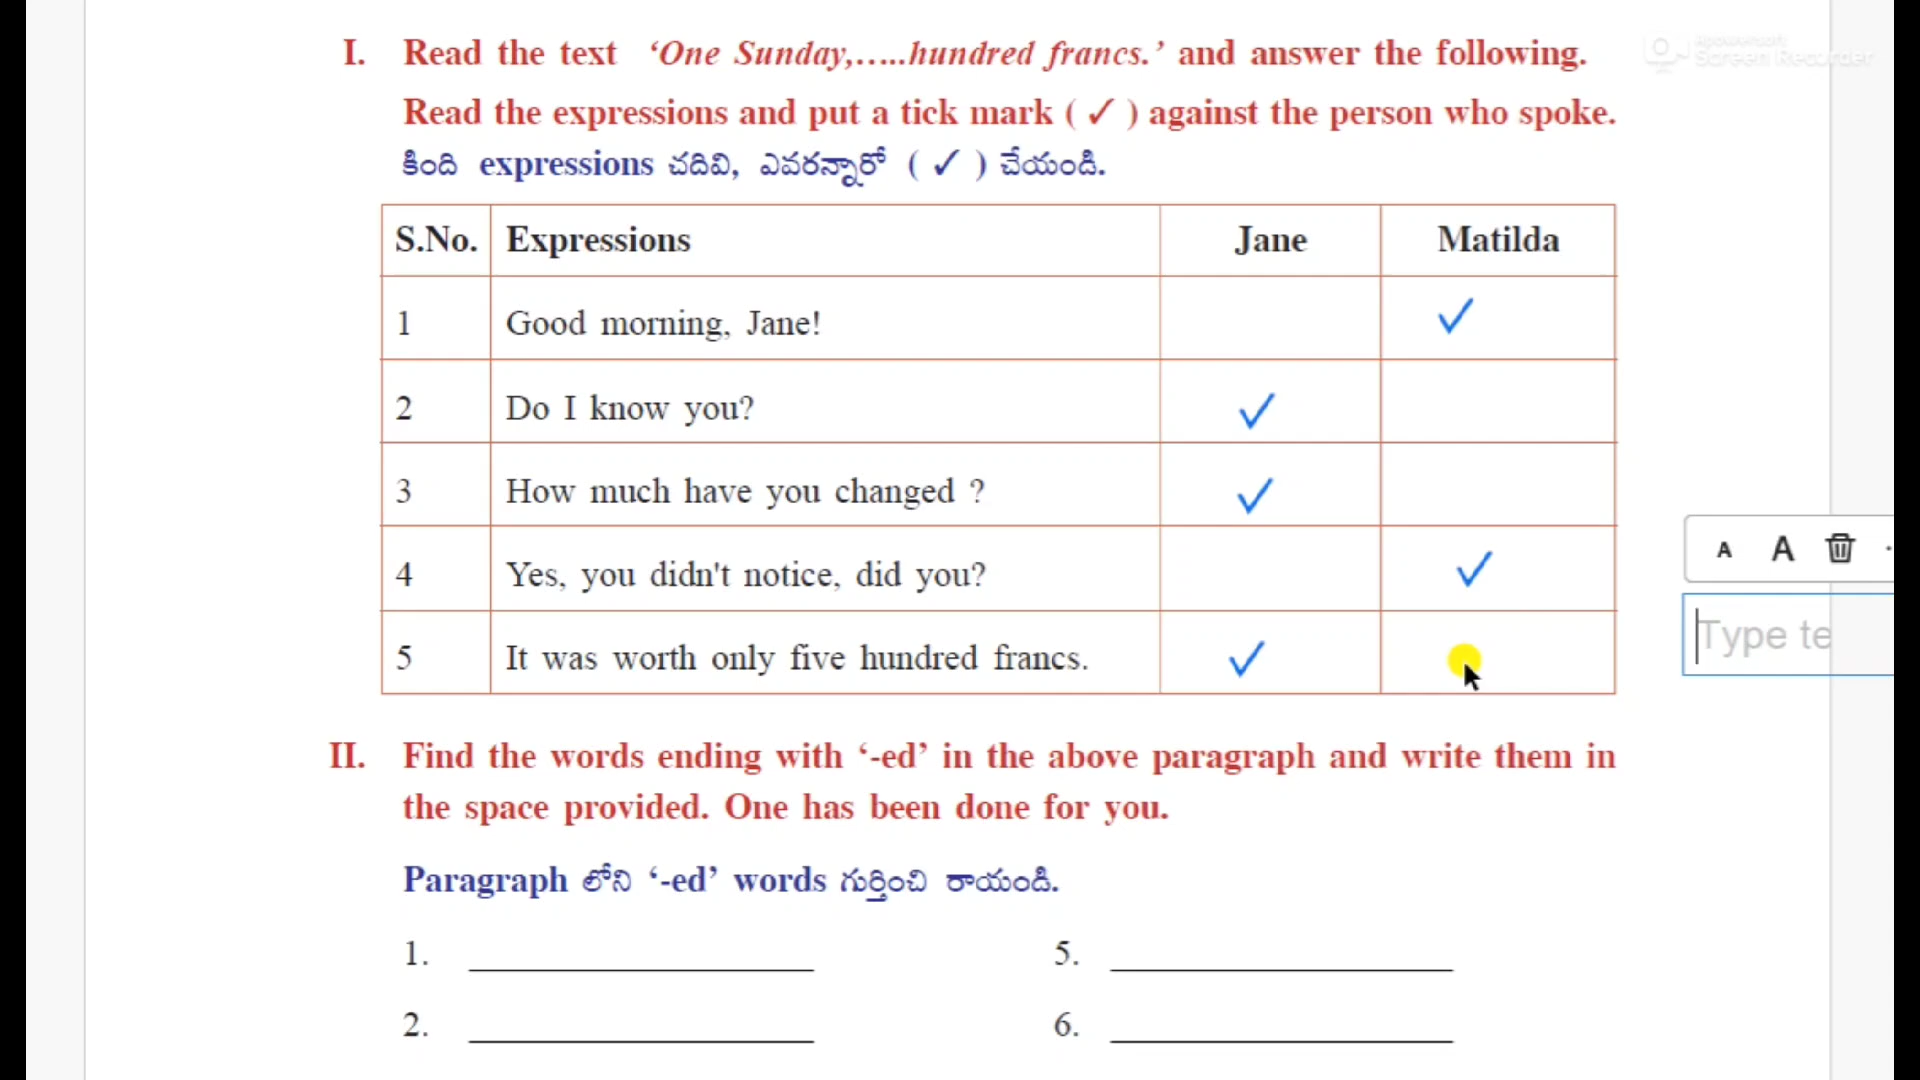 Apowersoft
Screen Recorder
I. Read the text ‘One Sunday,.....hundred francs.’ and answer the following.
Read the expressions and put a tick mark ( ✓ ) against the person who spoke.
కింది expressions చదివి, ఎవరన్నారో ( ✓ ) చేయండి.
S.No. Expressions Jane Matilda
1 Good morning, Jane! ✓
2 Do I know you? ✓
3 How much have you changed ? ✓
4 Yes, you didn't notice, did you? ✓
A A
5 It was worth only five hundred francs. ✓
Type te
II. Find the words ending with ‘-ed’ in the above paragraph and write them in
the space provided. One has been done for you.
Paragraph లోని ‘-ed’ words గుర్తించి రాయండి.
1. 5.
2. 6.